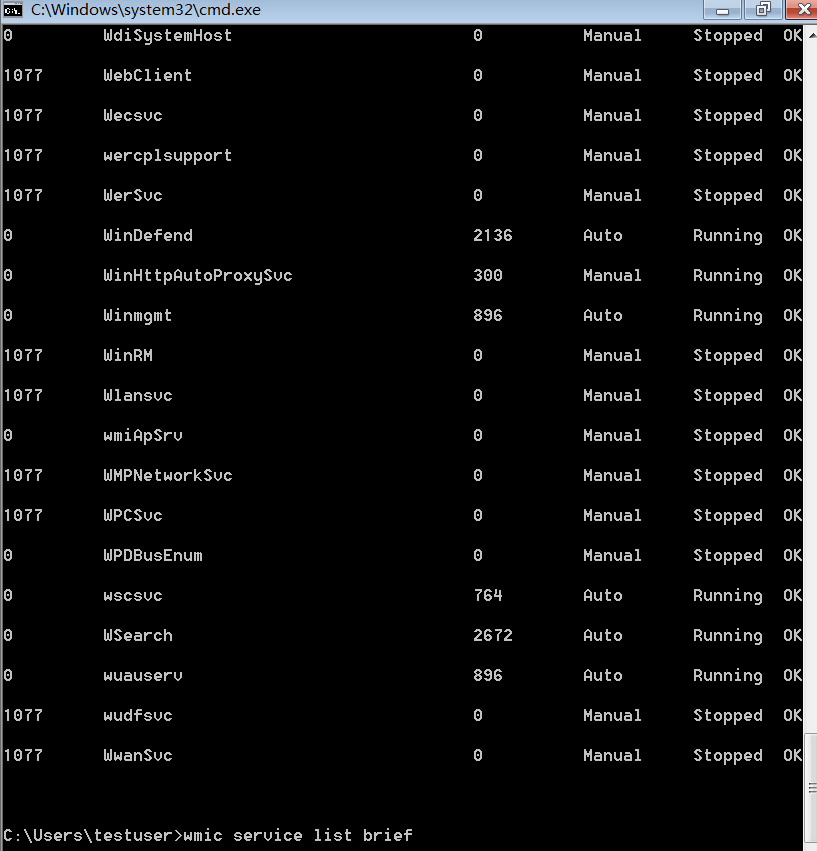 C:\Windows\system32\cmd.exe
0 WdiSystemHost 0 Manual Stopped OK
1077 WebClient 0 Manual Stopped OK
1077 Wecsvc 0 Manual Stopped OK
1077 wercplsupport 0 Manual Stopped OK
1077 WerSvc 0 Manual Stopped OK
0 WinDefend 2136 Auto Running OK
0 WinHttpAutoProxySvc 300 Manual Running OK
0 Winmgmt 896 Auto Running OK
1077 WinRM 0 Manual Stopped OK
1077 Wlansvc 0 Manual Stopped OK
0 wmiApSrv 0 Manual Stopped OK
1077 WMPNetworkSvc 0 Manual Stopped OK
1077 WPCSvc 0 Manual Stopped OK
0 WPDBusEnum 0 Manual Stopped OK
0 wscsvc 764 Auto Running OK
0 WSearch 2672 Auto Running OK
0 wuauserv 896 Auto Running OK
1077 wudfsvc 0 Manual Stopped OK
1077 WwanSvc 0 Manual Stopped OK
C:\Users\testuser>wmic service list brief